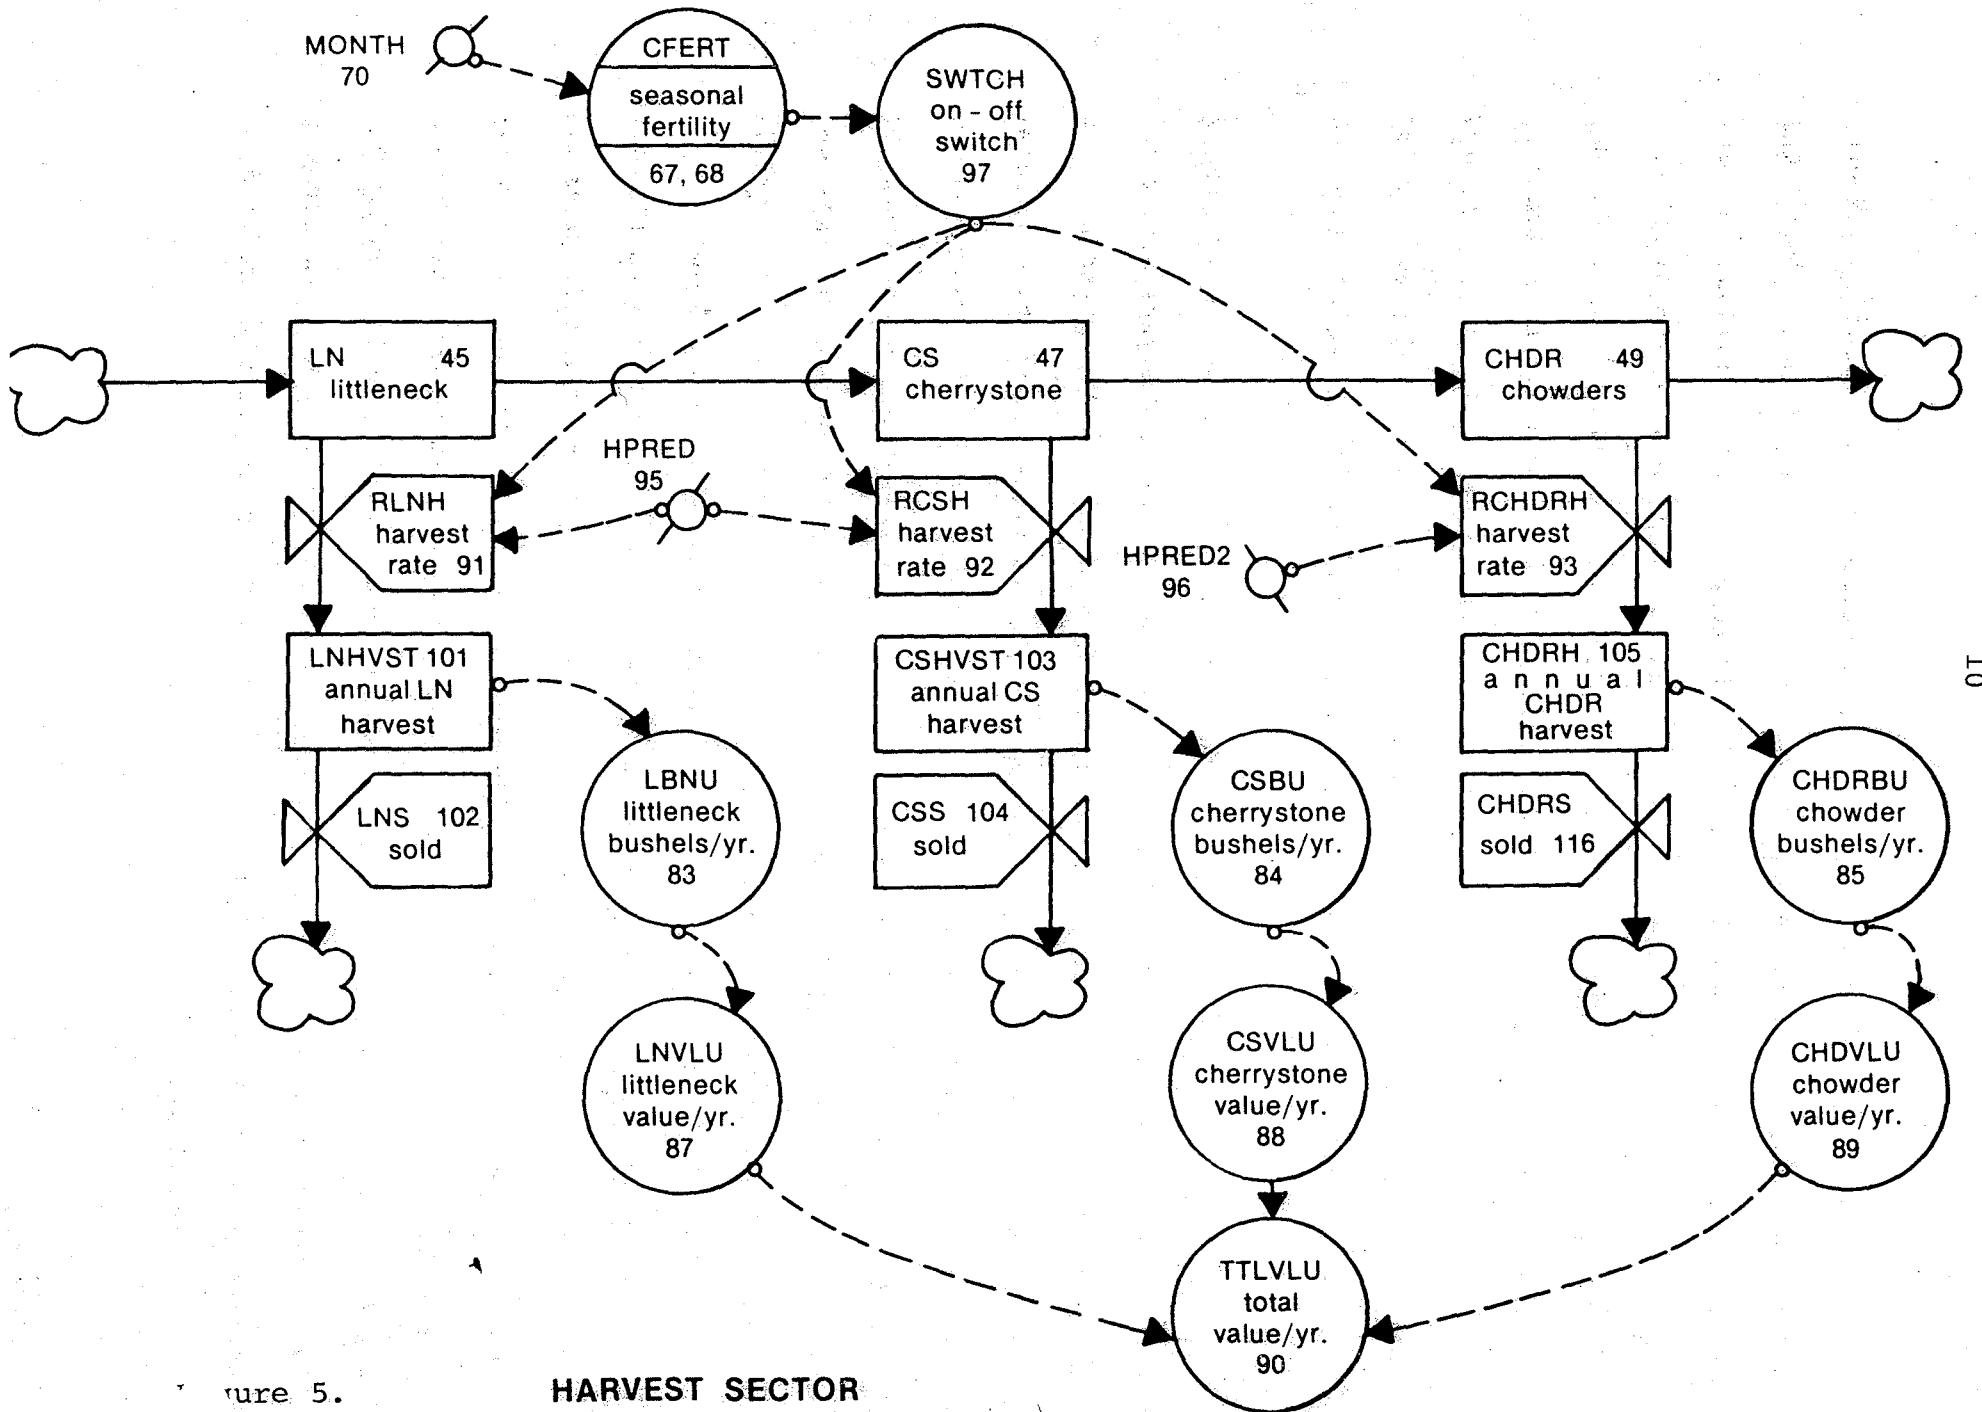 MONTH
70
CFERT
seasonal
fertility
67, 68
SWTCH
on - off
switch
97
LN 45
littleneck
CS 47
cherrystone
CHDR 49
chowders
HPRED
95
RLNH
harvest
rate 91
RCSH
harvest
rate 92
HPRED2
96
RCHDRH
harvest
rate 93
LNHVST 101
annual LN
harvest
CSHVST 103
annual CS
harvest
CHDRH 105
annual
CHDR
harvest
10
LNS 102
sold
LBNU
littleneck
bushels/yr.
83
CSS 104
sold
CSBU
cherrystone
bushels/yr.
84
CHDRS
sold 116
CHDRBU
chowder
bushels/yr.
85
LNVLU
littleneck
value/yr.
87
CSVLU
cherrystone
value/yr.
88
CHDVLU
chowder
value/yr.
89
TTLVLU
total
value/yr.
90
ure 5.
HARVEST SECTOR